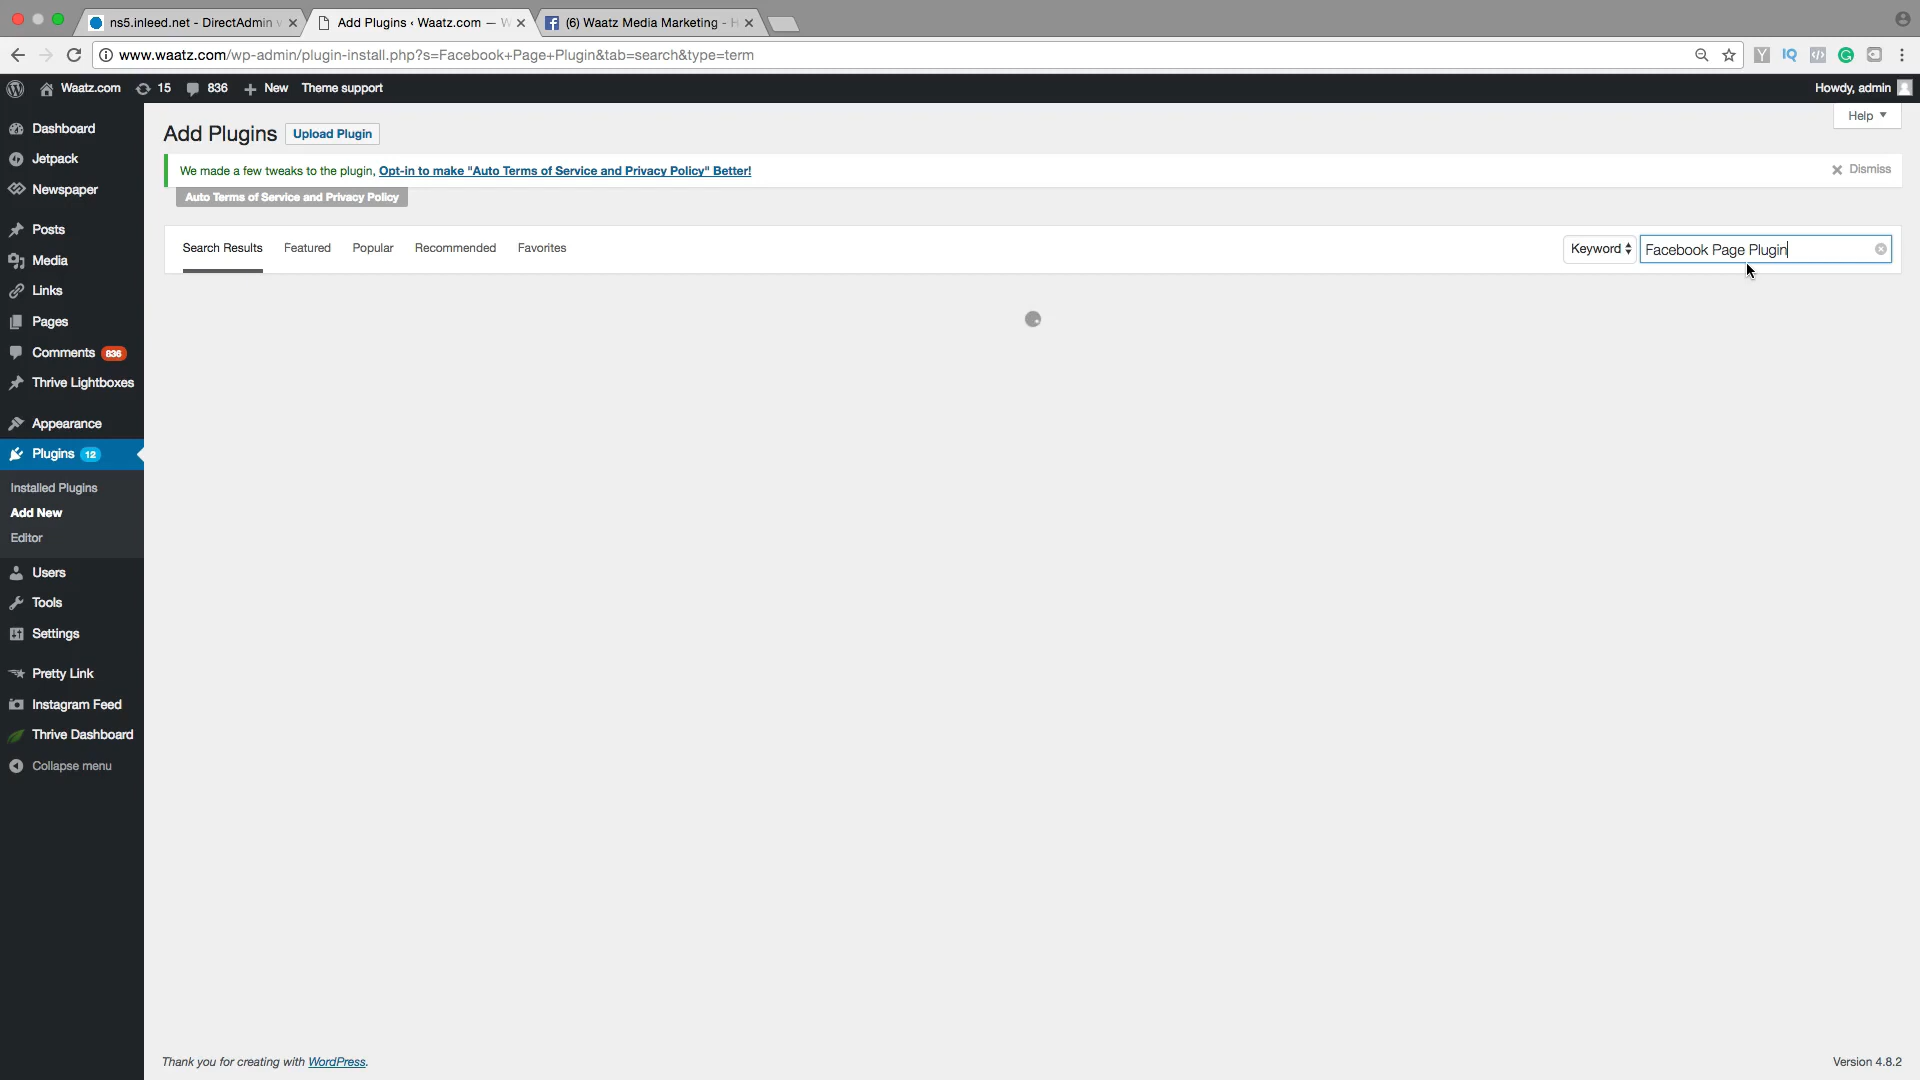 ns5.inleed.net - DirectAdmin
Add Plugins ‹ Waatz.com —
(6) Waatz Media Marketing -
www.waatz.com/wp-admin/plugin-install.php?s=Facebook+Page+Plugin&tab=search&type=term
Waatz.com
15
836
New
Theme support
Howdy, admin
Dashboard
Jetpack
Newspaper
Posts
Media
Links
Pages
Comments 836
Thrive Lightboxes
Appearance
Plugins 12
Installed Plugins
Add New
Editor
Users
Tools
Settings
Pretty Link
Instagram Feed
Thrive Dashboard
Collapse menu
Add Plugins
Upload Plugin
Help
We made a few tweaks to the plugin, Opt-in to make "Auto Terms of Service and Privacy Policy" Better!
Dismiss
Auto Terms of Service and Privacy Policy
Search Results
Featured
Popular
Recommended
Favorites
Keyword
Facebook Page Plugin
Thank you for creating with WordPress.
Version 4.8.2